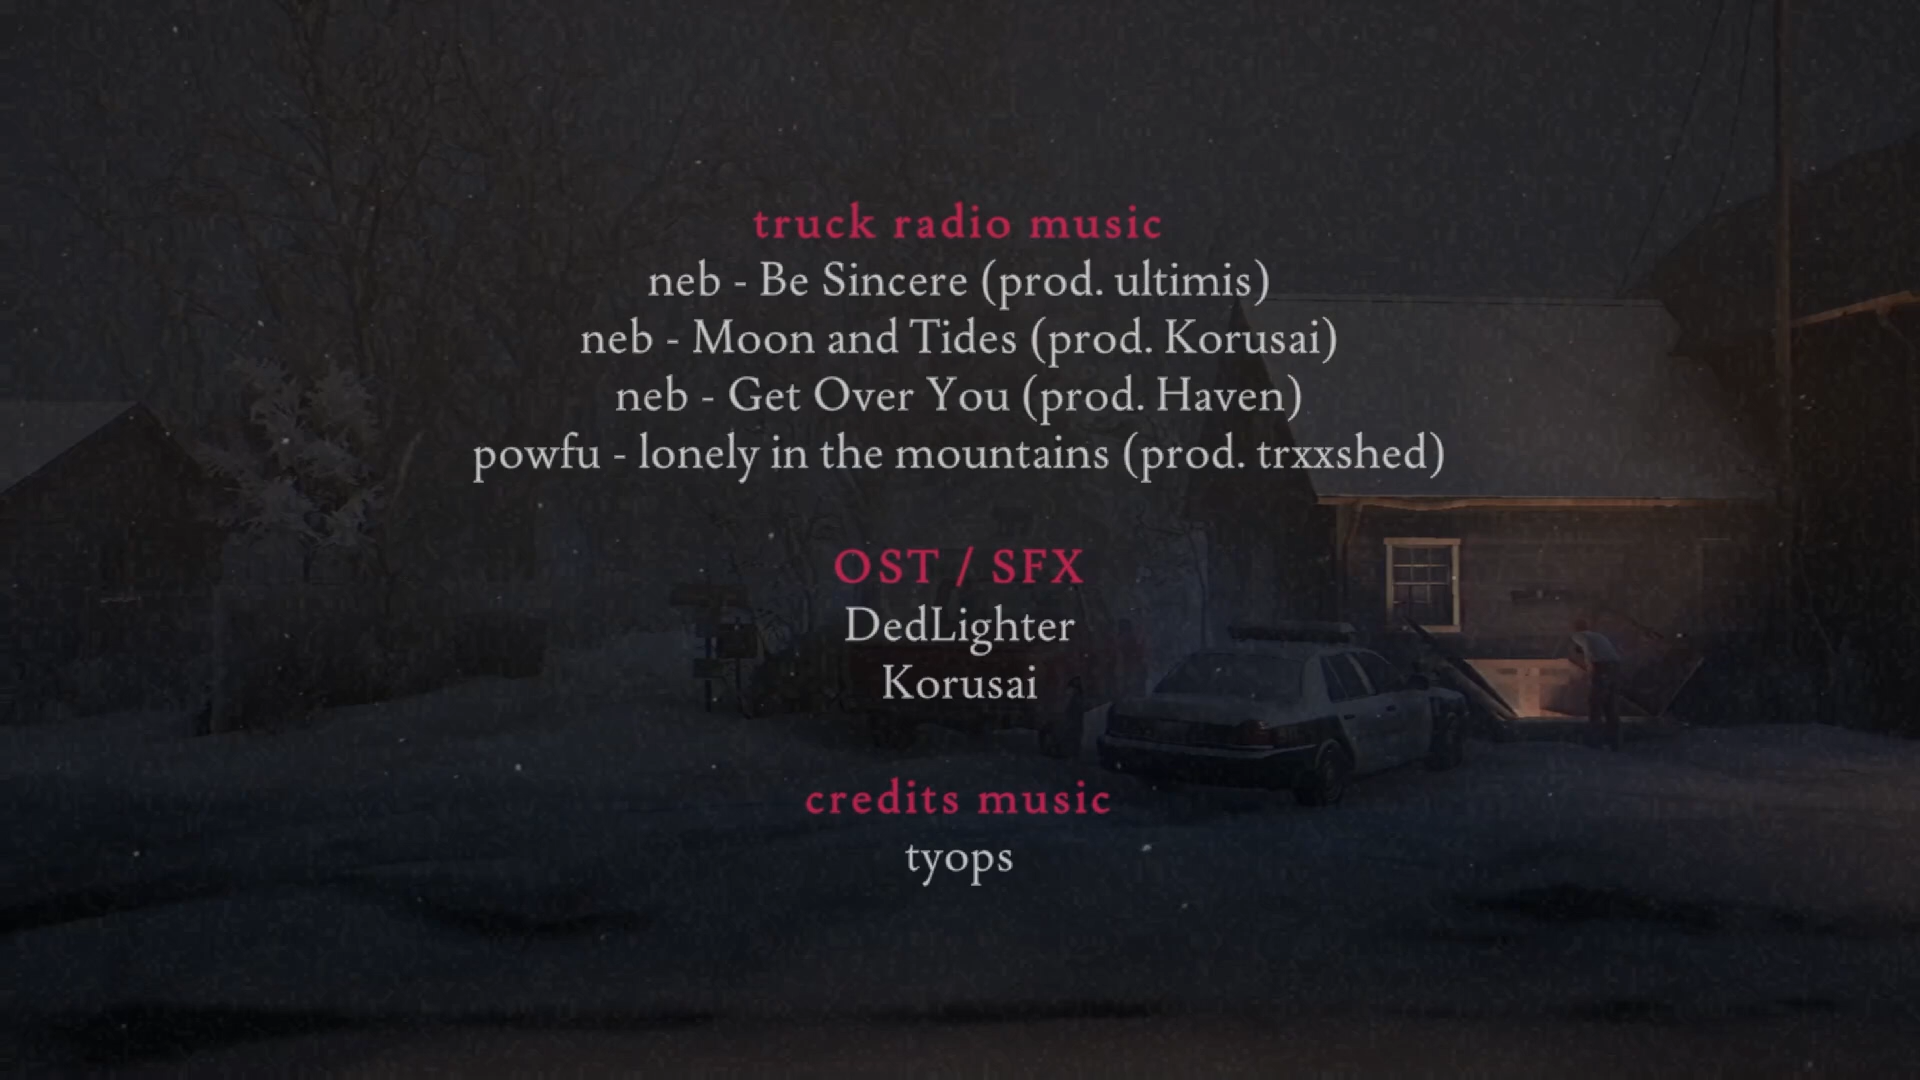 truck radio music
neb - Be Sincere (prod. ultimis)
neb - Moon and Tides (prod. Korusai)
neb - Get Over You (prod. Haven)
powfu - lonely in the mountains (prod. trxxshed)
OST / SFX
DedLighter
Korusai
credits music
tyops